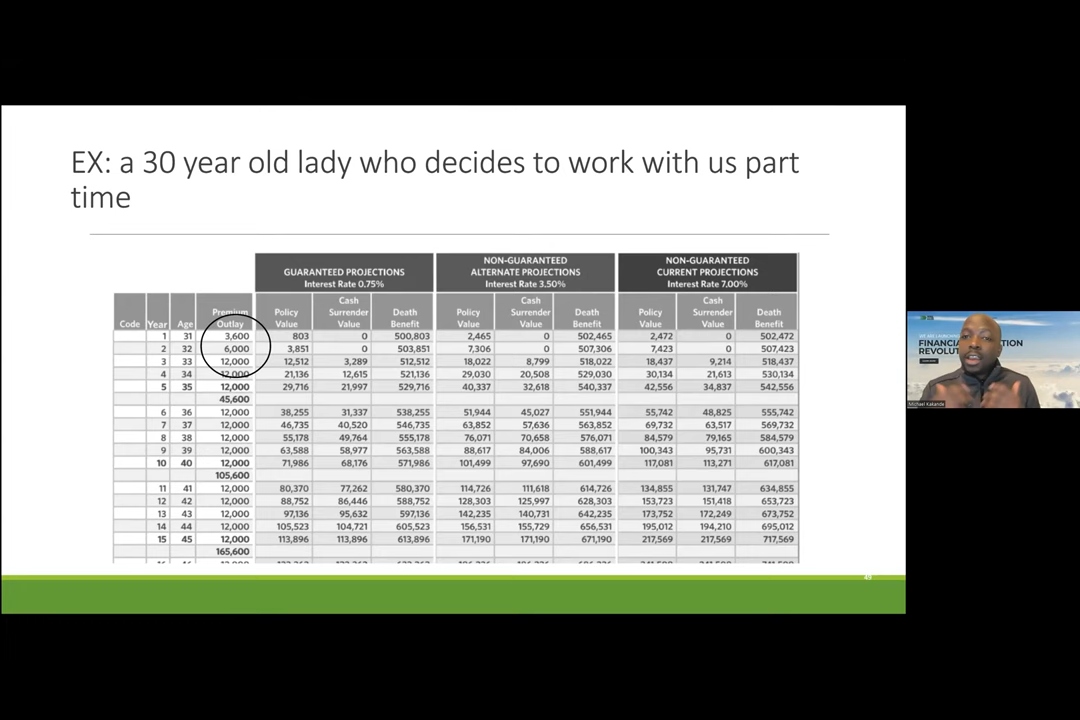 EX: a 30 year old lady who decides to work with us part
time
GUARANTEED PROJECTIONS
Interest Rate 0.75%
NON-GUARANTEED
ALTERNATE PROJECTIONS
Interest Rate 3.50%
NON-GUARANTEED
CURRENT PROJECTIONS
Interest Rate 7.00%
Code Year Age Premium Outlay Policy Value Cash Surrender Value Death Benefit Policy Value Cash Surrender Value Death Benefit Policy Value Cash Surrender Value Death Benefit
1 31 3,600 803 0 500,803 2,465 0 502,465 2,472 0 502,472
2 32 6,000 3,851 0 503,851 7,306 0 507,306 7,423 0 507,423
3 33 12,000 12,512 3,289 512,512 18,022 8,799 518,022 18,437 9,214 518,437
4 34 12,000 21,136 12,615 521,136 29,030 20,508 529,030 30,134 21,613 530,134
5 35 12,000 29,716 21,997 529,716 40,337 32,618 540,337 42,556 34,837 542,556
45,600
6 36 12,000 38,255 31,337 538,255 51,944 45,027 551,944 55,742 48,825 555,742
7 37 12,000 46,735 40,520 546,735 63,852 57,636 563,852 69,732 63,517 569,732
8 38 12,000 55,178 49,764 555,178 76,071 70,658 576,071 84,579 79,165 584,579
9 39 12,000 63,588 58,977 563,588 88,617 84,006 588,617 100,343 95,731 600,343
10 40 12,000 71,986 68,176 571,986 101,499 97,690 601,499 117,081 113,271 617,081
105,600
11 41 12,000 80,370 77,262 580,370 114,726 111,618 614,726 134,855 131,747 634,855
12 42 12,000 88,752 86,446 588,752 128,303 125,997 628,303 153,723 151,418 653,723
13 43 12,000 97,136 95,632 597,136 142,235 140,731 642,235 173,752 172,249 673,752
14 44 12,000 105,523 104,721 605,523 156,531 155,729 656,531 195,012 194,210 695,012
15 45 12,000 113,896 113,896 613,896 171,190 171,190 671,190 217,569 217,569 717,569
165,600
49
FINANCI TION
REVOLUT
Michael Kakande